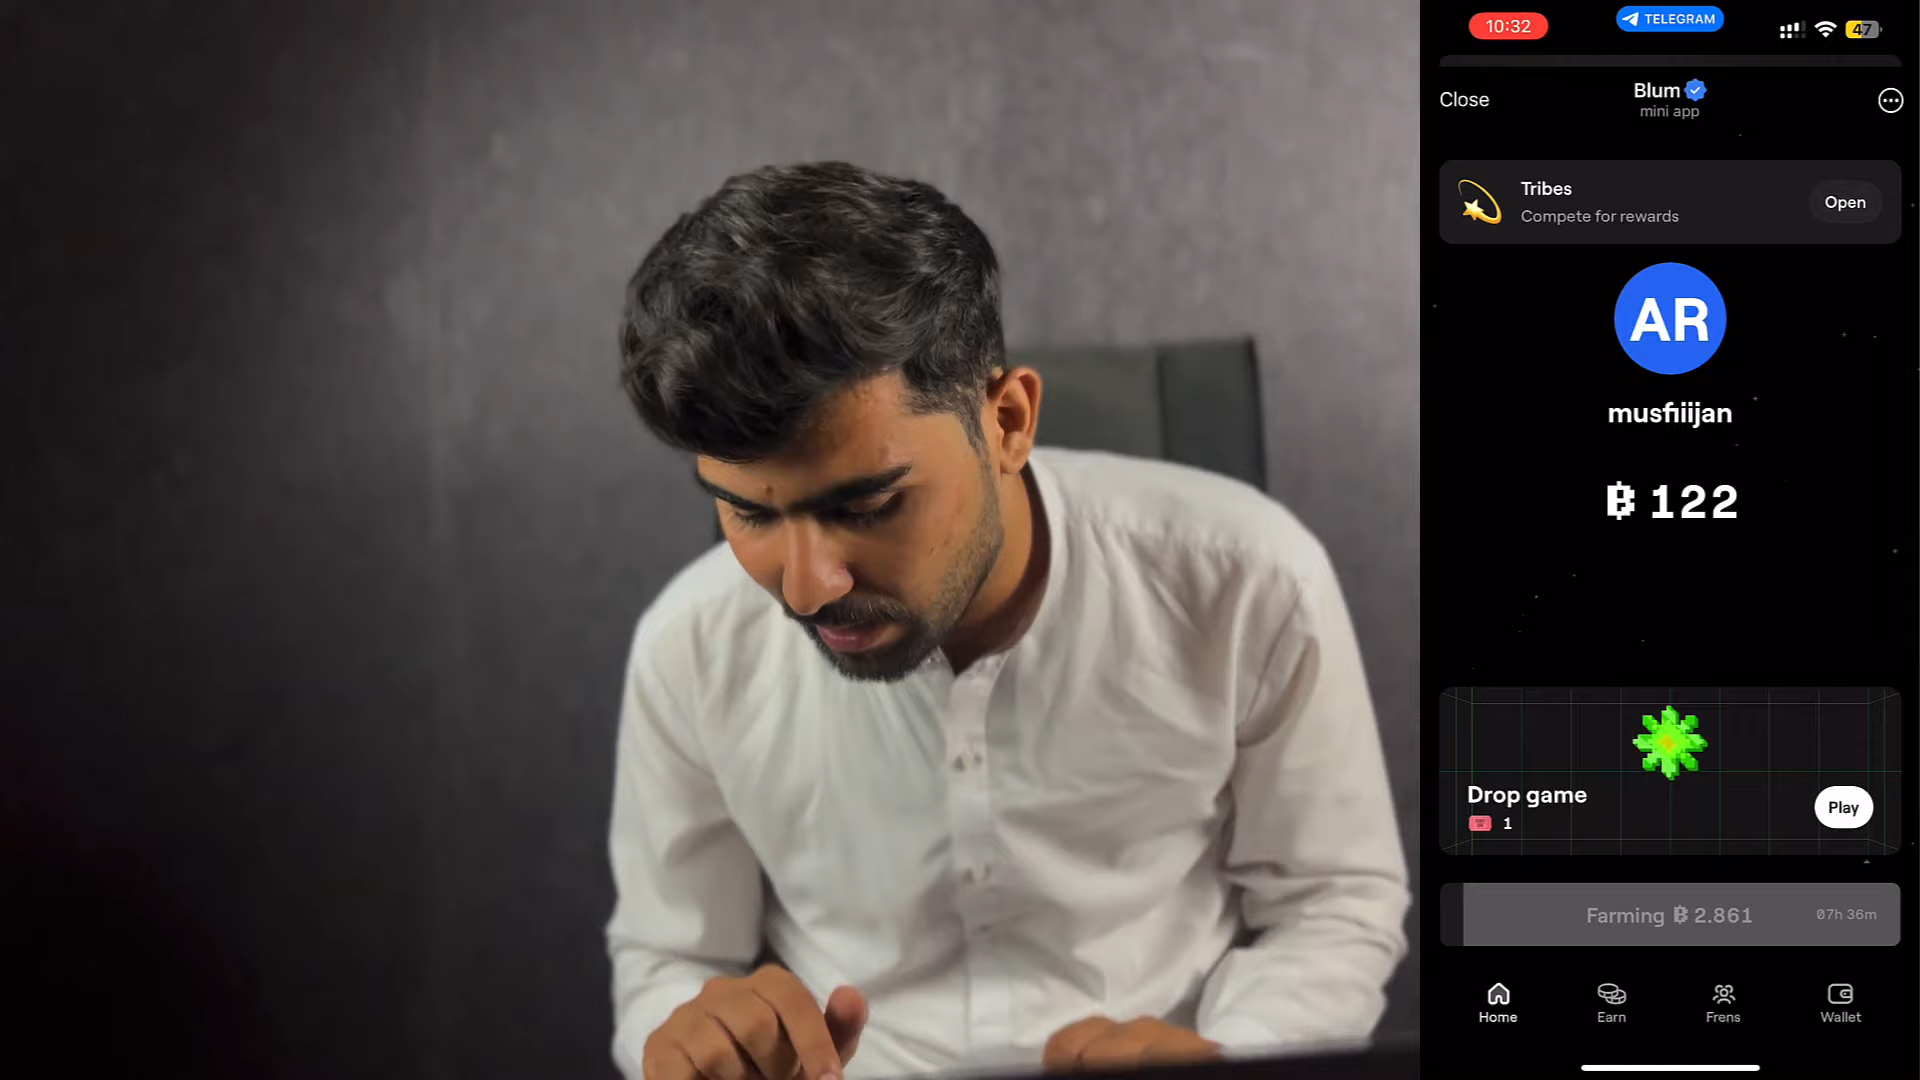 10:32
TELEGRAM
47
Close
Blum
mini app
Tribes
Compete for rewards
Open
AR
musfiiijan
122
Drop game
1
Play
Farming 2.861
07h 36m
Home
Earn
Frens
Wallet